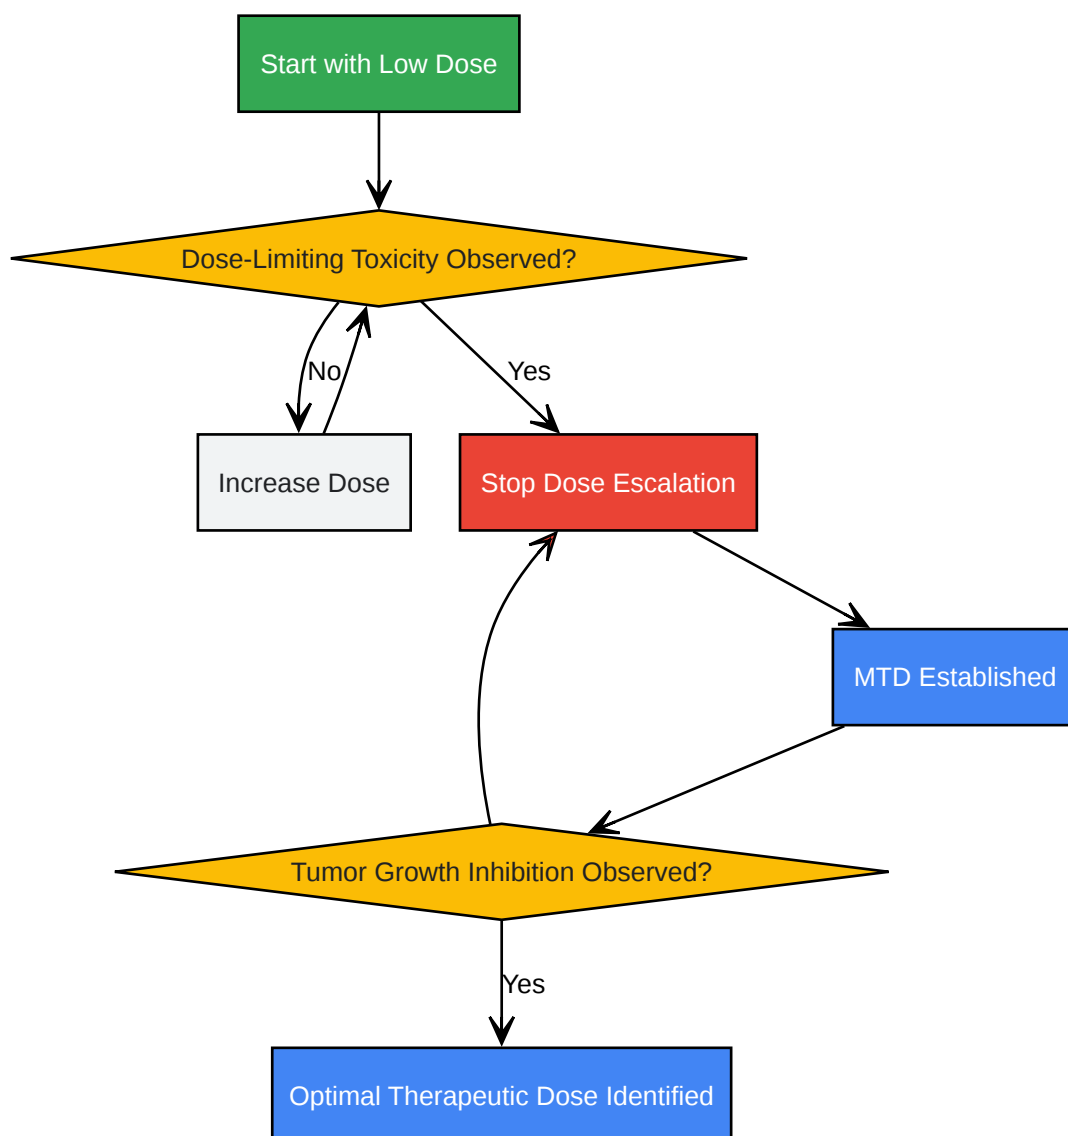 Start with Low Dose
Dose-Limiting Toxicity Observed?
No
Yes
Increase Dose
Stop Dose Escalation
MTD Established
Tumor Growth Inhibition Observed?
Yes
Optimal Therapeutic Dose Identified